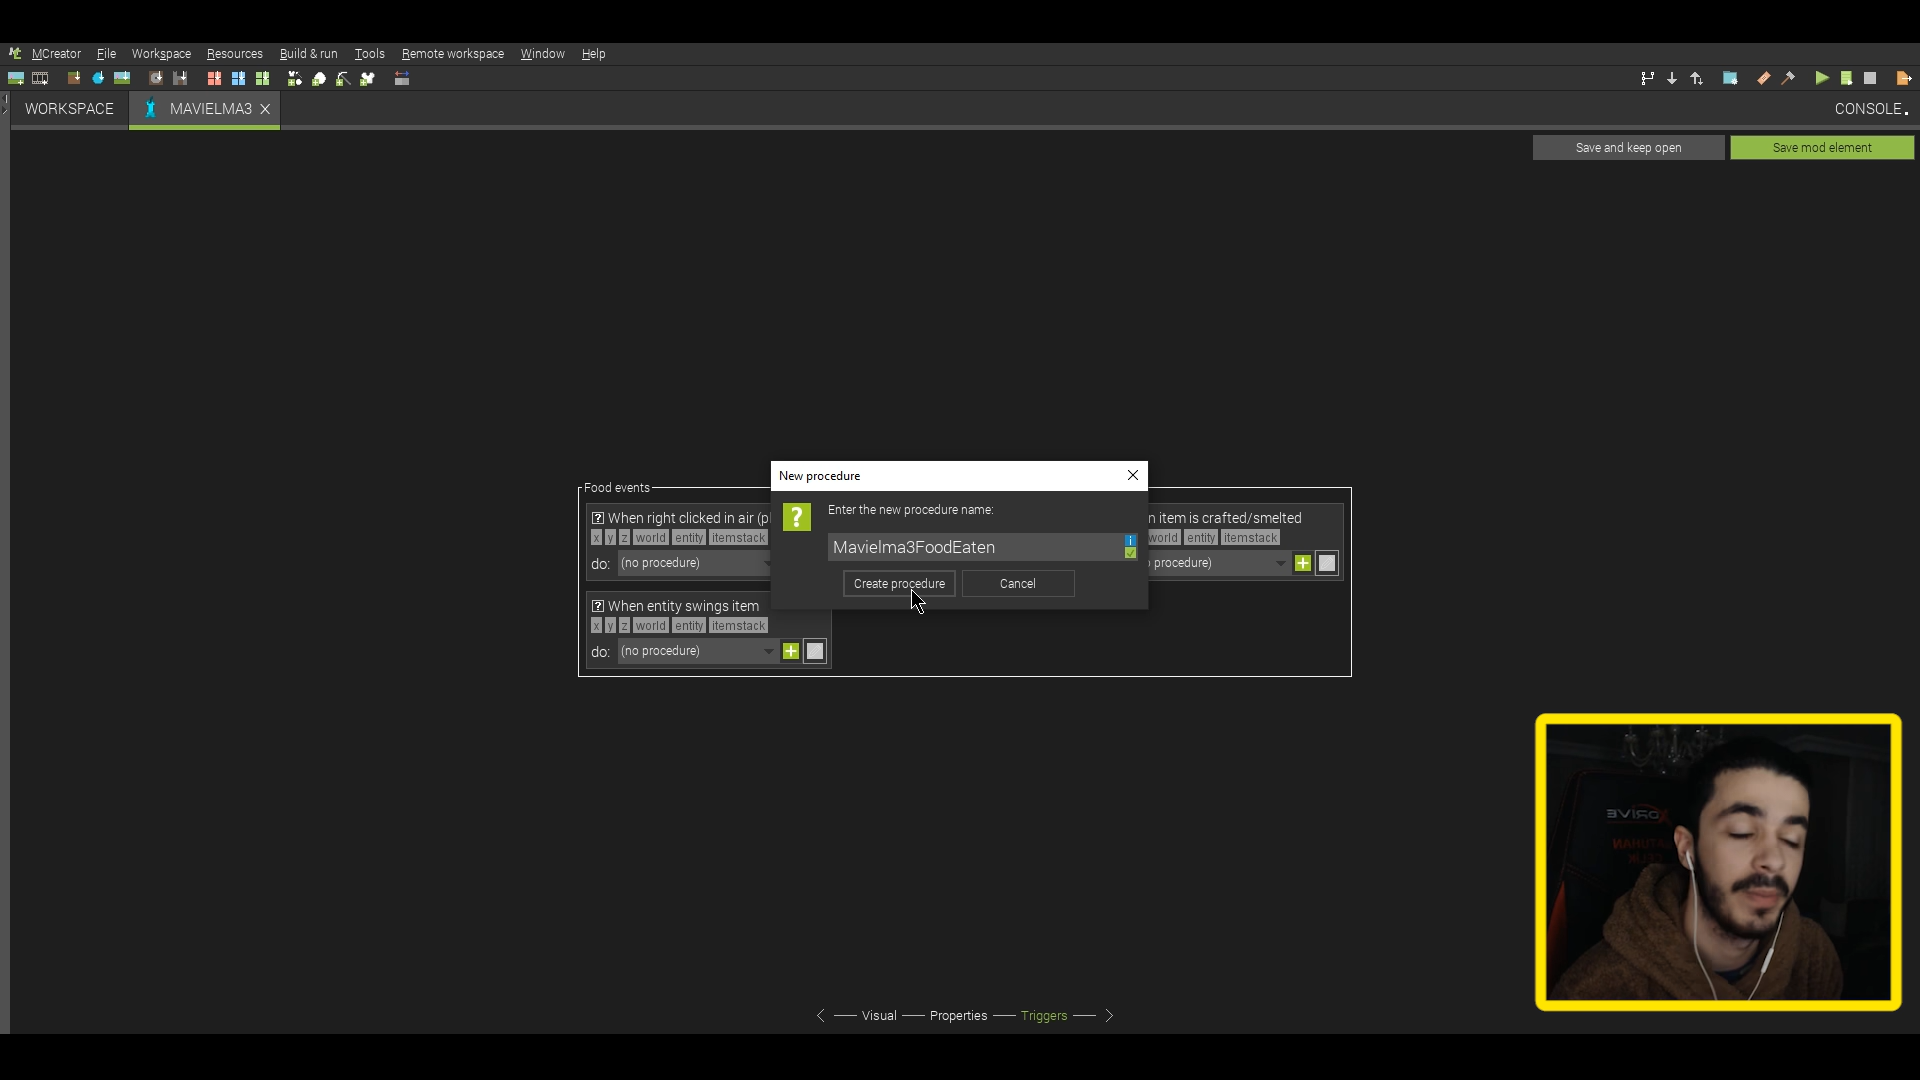 MCreator File Workspace Resources Build & run Tools Remote workspace Window Help
WORKSPACE MAVIELMA3 CONSOLE
Save and keep open Save mod element
New procedure
Enter the new procedure name:
Mavielma3FoodEaten
Create procedure Cancel
Food events
When right clicked in air (pl
x y z world entity itemstack
do: (no procedure)
n item is crafted/smelted
world entity itemstack
procedure)
When entity swings item
x y z world entity itemstack
do: (no procedure)
Visual Properties Triggers